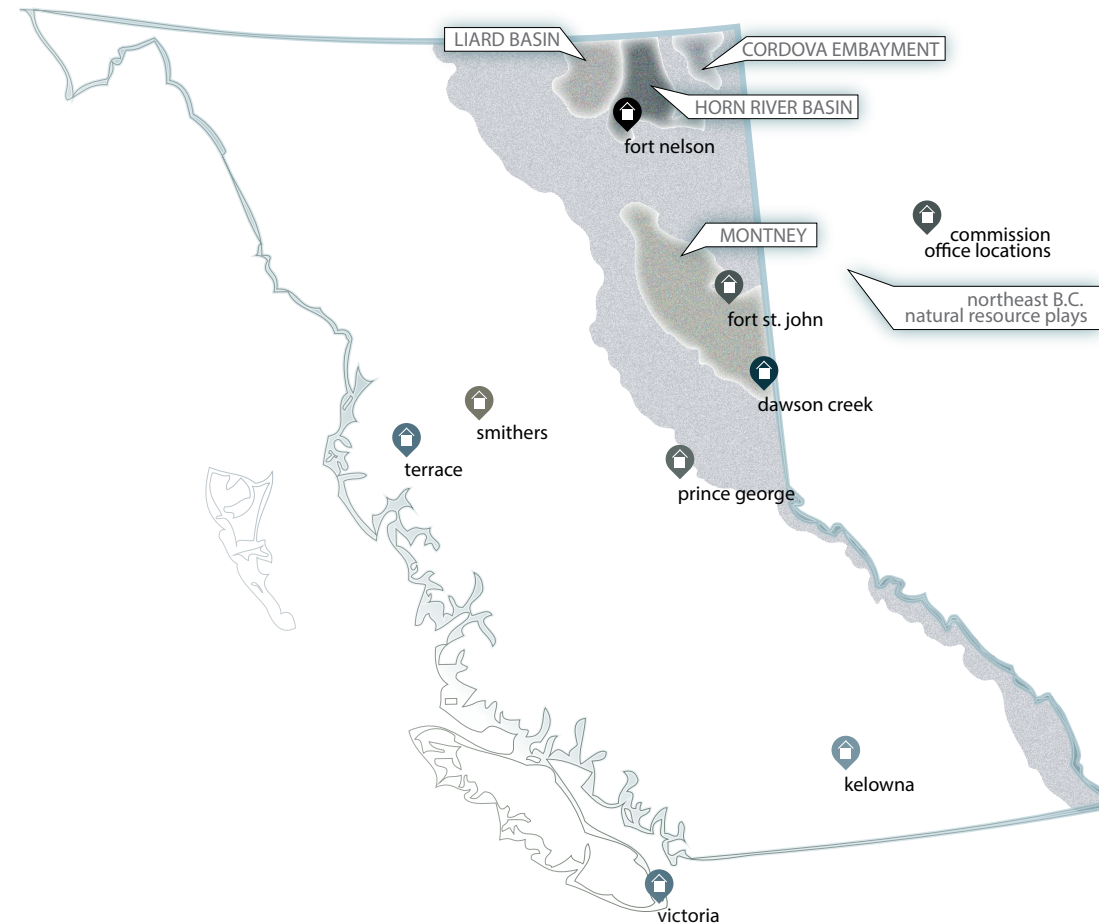 LIARD BASIN
CORDOVA EMBAYMENT
HORN RIVER BASIN
fort nelson
commission
office locations
MONTNEY
northeast B.C.
natural resource plays
fort st. john
dawson creek
smithers
terrace
prince george
kelowna
victoria